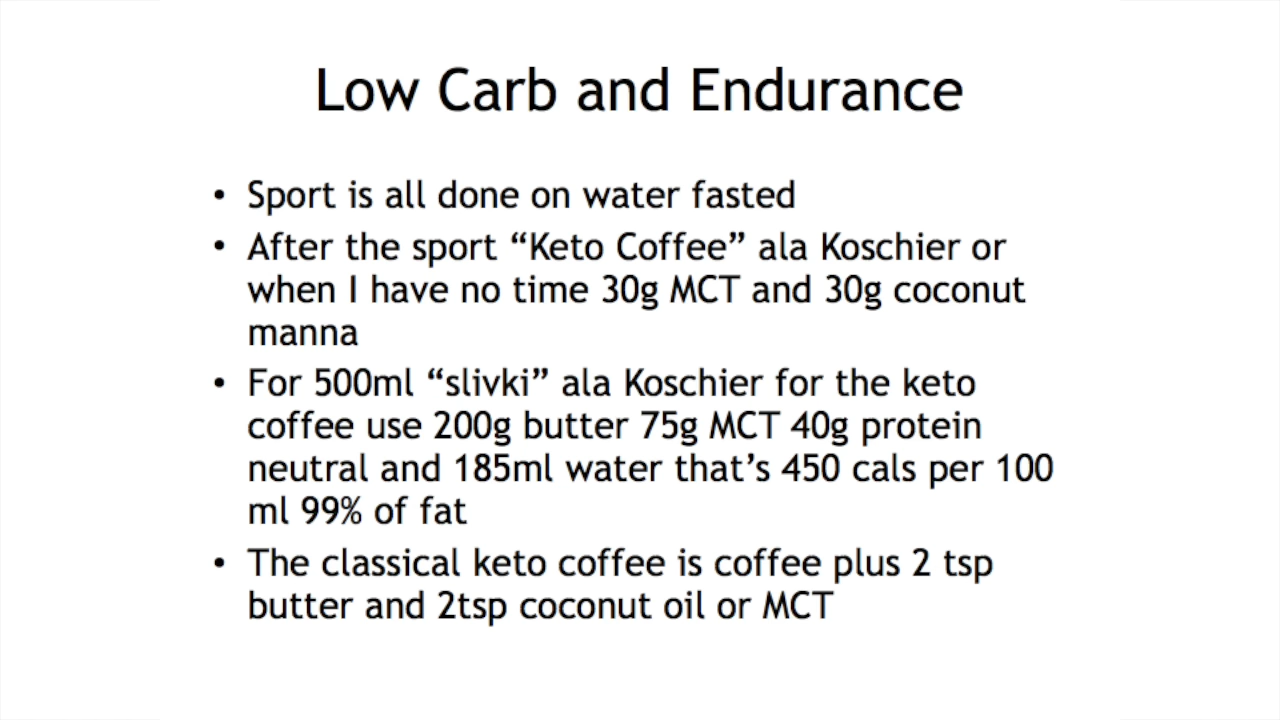 Low Carb and Endurance
• Sport is all done on water fasted
• After the sport “Keto Coffee” ala Koschier or
when I have no time 30g MCT and 30g coconut
manna
• For 500ml “slivki” ala Koschier for the keto
coffee use 200g butter 75g MCT 40g protein
neutral and 185ml water that’s 450 cals per 100
ml 99% of fat
• The classical keto coffee is coffee plus 2 tsp
butter and 2tsp coconut oil or MCT